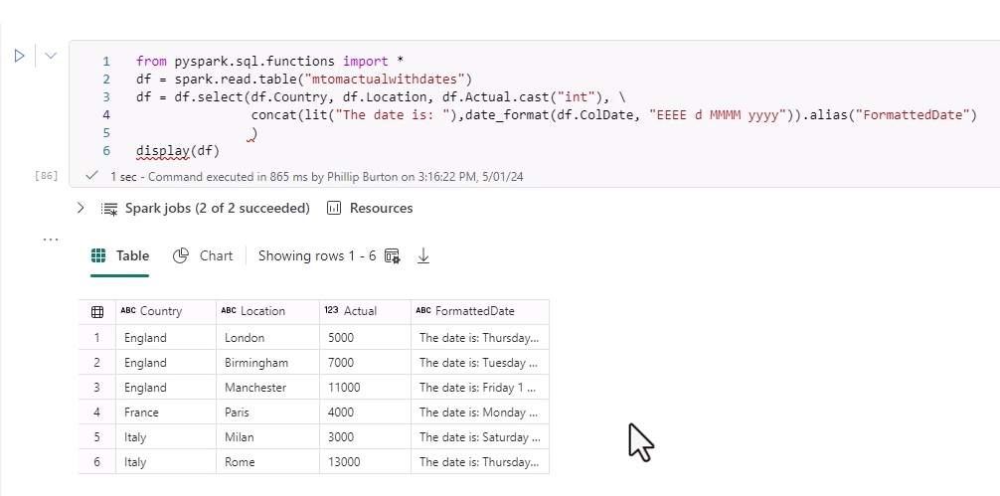 1 from pyspark.sql.functions import *
2 df = spark.read.table("mtomactualwithdates")
3 df = df.select(df.Country, df.Location, df.Actual.cast("int"), \
4 concat(lit("The date is: "),date_format(df.ColDate, "EEEE d MMMM yyyy")).alias("FormattedDate")
5 )
6 display(df)
[86] 1 sec - Command executed in 865 ms by Phillip Burton on 3:16:22 PM, 5/01/24
Spark jobs (2 of 2 succeeded) Resources
...
Table Chart Showing rows 1 - 6
ABC Country ABC Location 123 Actual ABC FormattedDate
1 England London 5000 The date is: Thursday...
2 England Birmingham 7000 The date is: Tuesday ...
3 England Manchester 11000 The date is: Friday 1 ...
4 France Paris 4000 The date is: Monday ...
5 Italy Milan 3000 The date is: Saturday ...
6 Italy Rome 13000 The date is: Thursday...